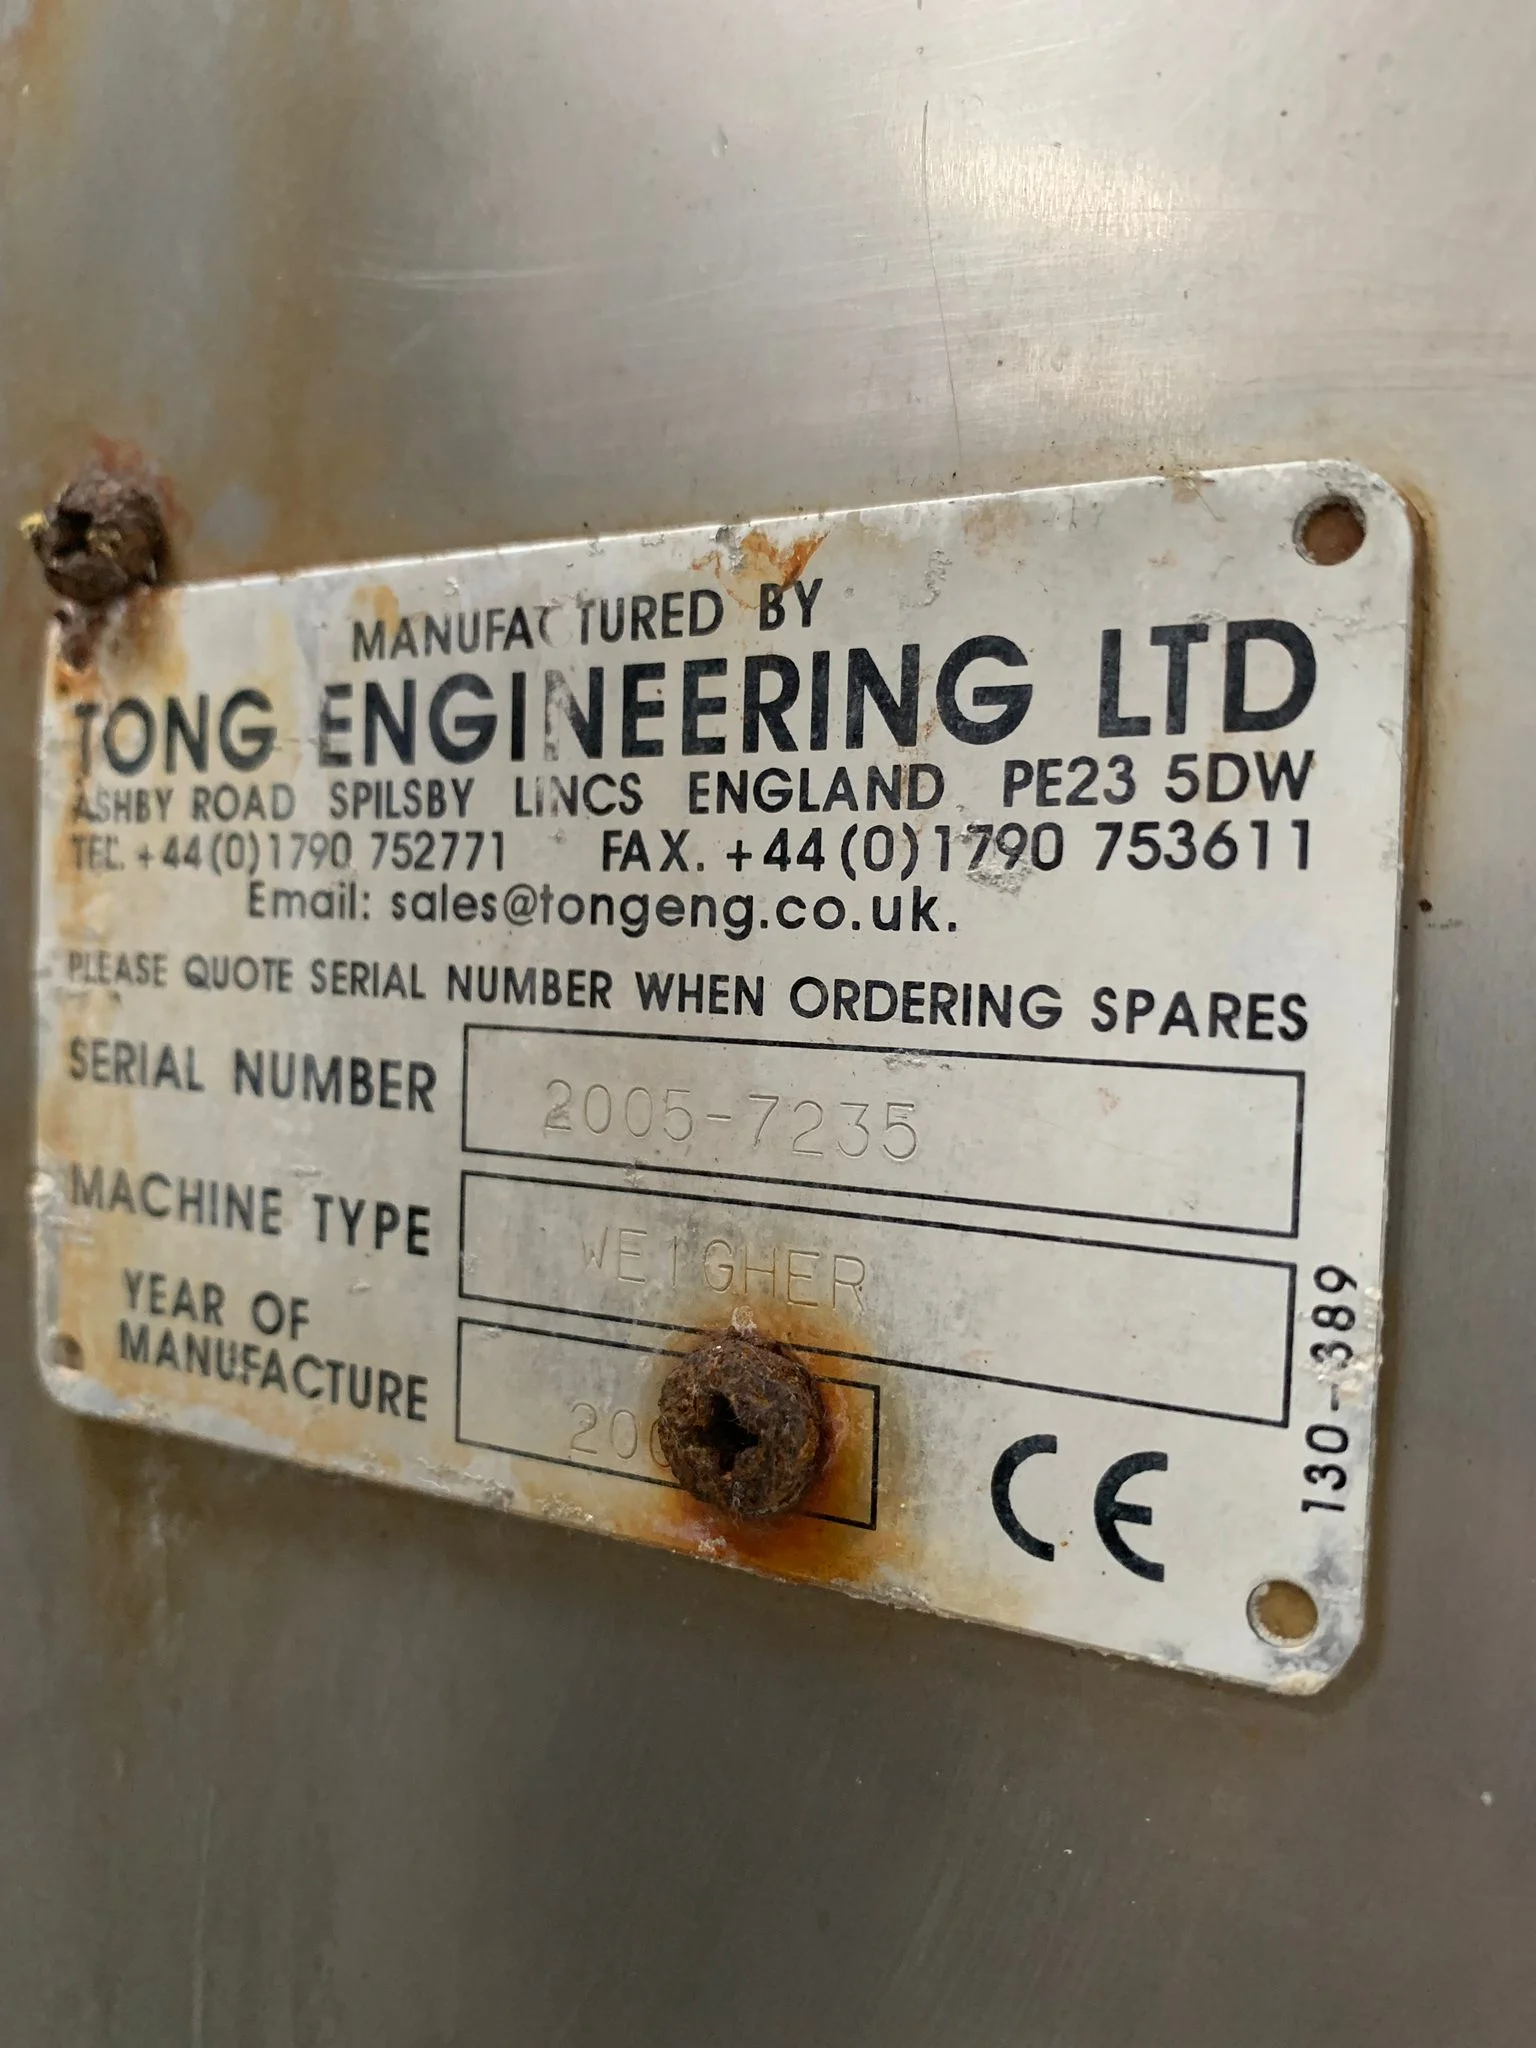 MANUFACTURED BY
TONG ENGINEERING LTD
ASHBY ROAD SPILSBY LINCS ENGLAND PE23 5DW
TEL. +44(0)1790 752771 FAX. +44(0)1790 753611
Email: sales@tongeng.co.uk.
PLEASE QUOTE SERIAL NUMBER WHEN ORDERING SPARES
SERIAL NUMBER 2005-7235
MACHINE TYPE WEIGHER
YEAR OF
MANUFACTURE
CE
130-389